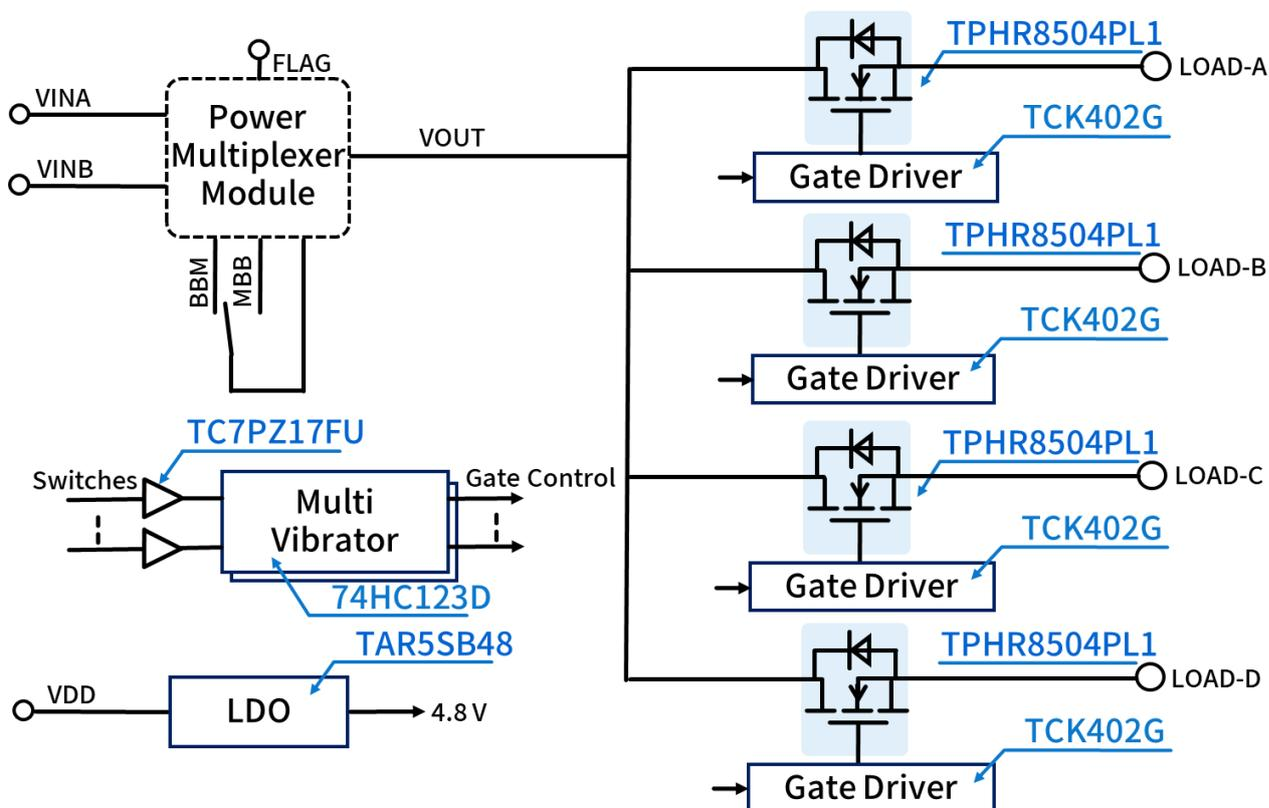 FLAG
VINA
VINB
Power
Multiplexer
Module
VOUT
BBM
MBB
TPHR8504PL1
LOAD-A
TCK402G
Gate Driver
TPHR8504PL1
LOAD-B
TCK402G
Gate Driver
TC7PZ17FU
Switches
Multi
Vibrator
Gate Control
74HC123D
TPHR8504PL1
LOAD-C
TCK402G
Gate Driver
TAR5SB48
VDD
LDO
4.8 V
TPHR8504PL1
LOAD-D
TCK402G
Gate Driver